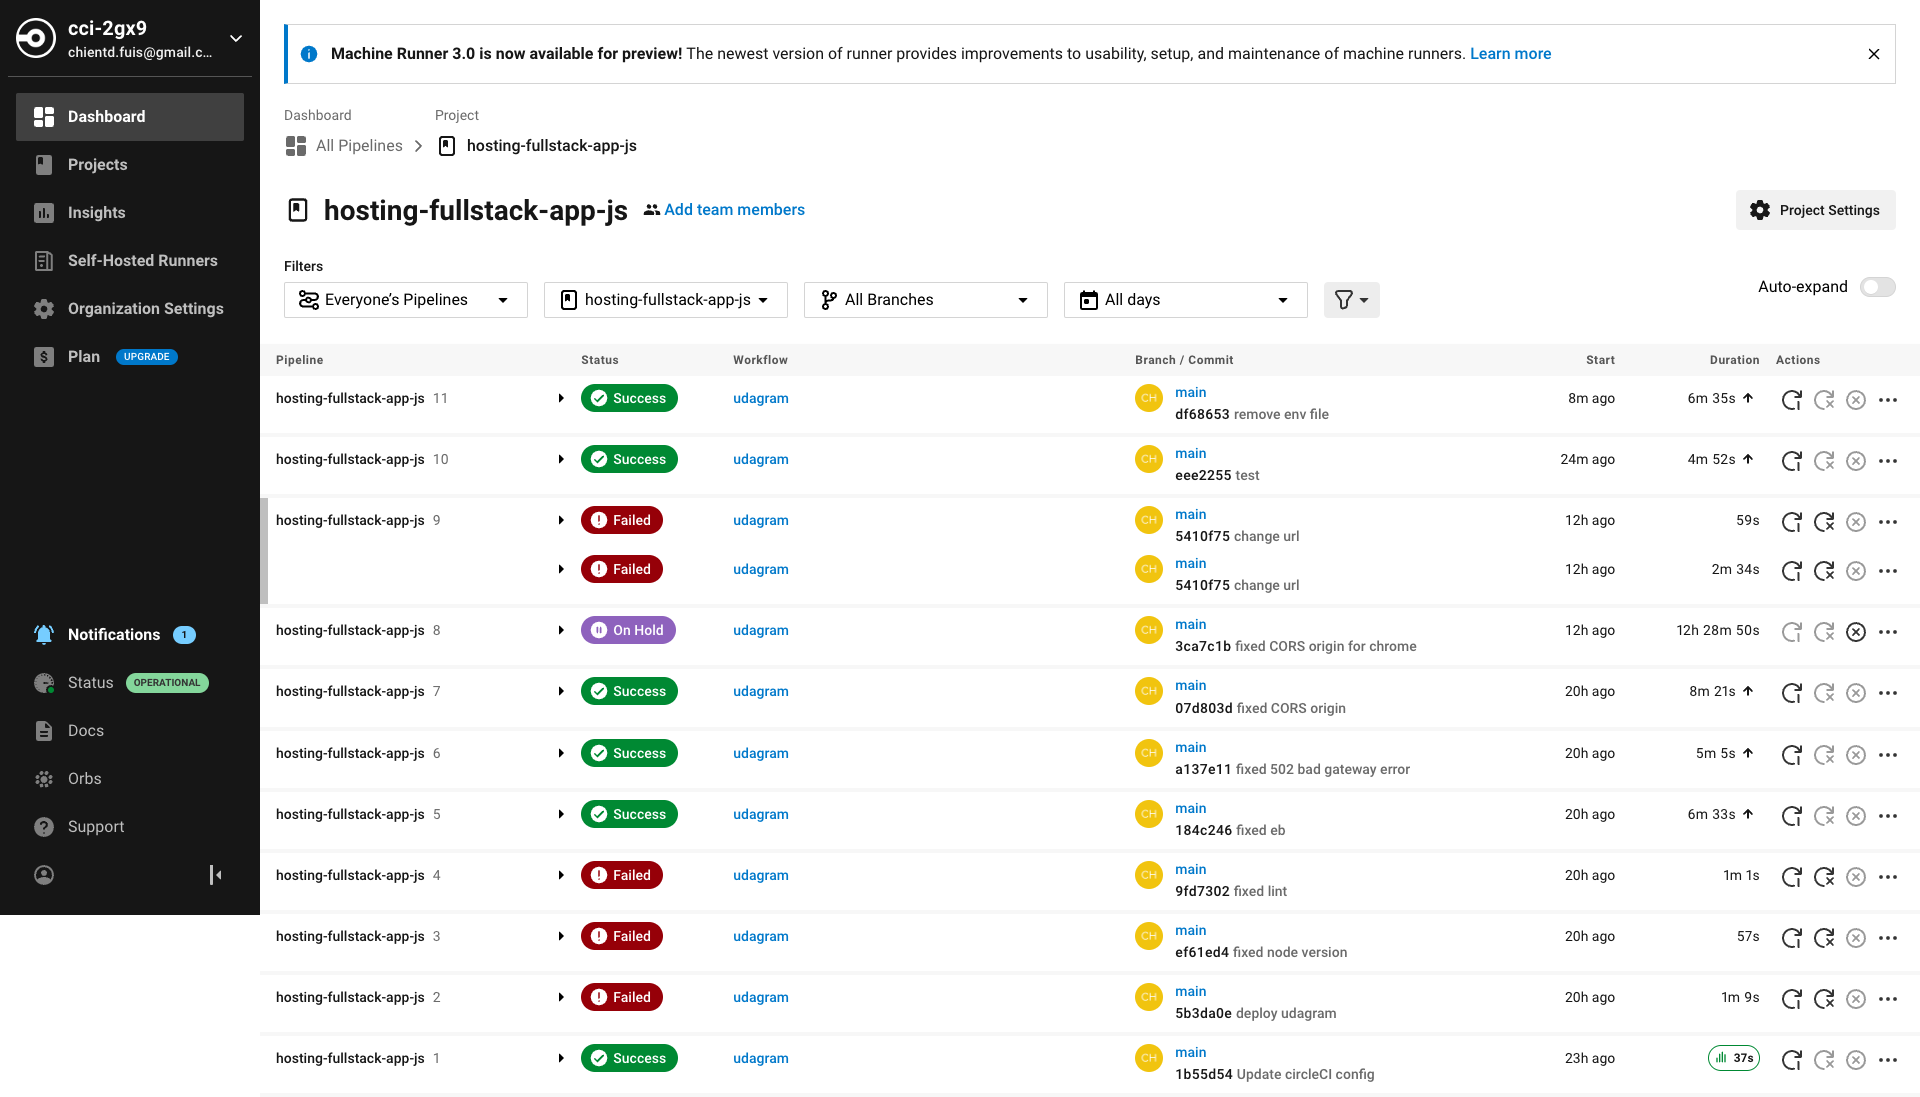 cci-2gx9
chientd.fuis@gmail.c...
Dashboard
Projects
Insights
Self-Hosted Runners
Organization Settings
Plan UPGRADE
Notifications 1
Status OPERATIONAL
Docs
Orbs
Support
Machine Runner 3.0 is now available for preview! The newest version of runner provides improvements to usability, setup, and maintenance of machine runners. Learn more
Dashboard Project
All Pipelines hosting-fullstack-app-js
hosting-fullstack-app-js Add team members
Project Settings
Filters
Everyone’s Pipelines hosting-fullstack-app-js All Branches All days
Auto-expand
Pipeline Status Workflow Branch / Commit Start Duration Actions
hosting-fullstack-app-js 11 Success udagram CH main 8m ago 6m 35s
df68653 remove env file
hosting-fullstack-app-js 10 Success udagram CH main 24m ago 4m 52s
eee2255 test
hosting-fullstack-app-js 9 Failed udagram CH main 12h ago 59s
5410f75 change url
Failed udagram CH main 12h ago 2m 34s
5410f75 change url
hosting-fullstack-app-js 8 On Hold udagram CH main 12h ago 12h 28m 50s
3ca7c1b fixed CORS origin for chrome
hosting-fullstack-app-js 7 Success udagram CH main 20h ago 8m 21s
07d803d fixed CORS origin
hosting-fullstack-app-js 6 Success udagram CH main 20h ago 5m 5s
a137e11 fixed 502 bad gateway error
hosting-fullstack-app-js 5 Success udagram CH main 20h ago 6m 33s
184c246 fixed eb
hosting-fullstack-app-js 4 Failed udagram CH main 20h ago 1m 1s
9fd7302 fixed lint
hosting-fullstack-app-js 3 Failed udagram CH main 20h ago 57s
ef61ed4 fixed node version
hosting-fullstack-app-js 2 Failed udagram CH main 20h ago 1m 9s
5b3da0e deploy udagram
hosting-fullstack-app-js 1 Success udagram CH main 23h ago 37s
1b55d54 Update circleCI config